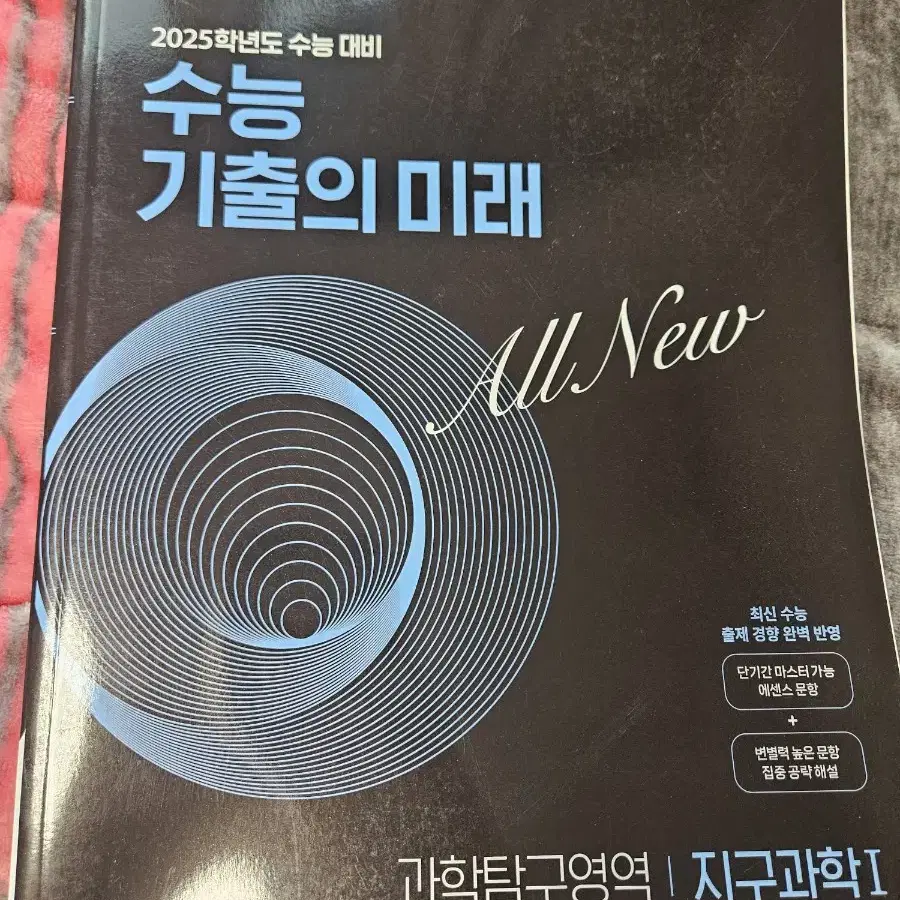 2025학년도 수능 대비
수능
기출의 미래
All New
최신 수능
출제 경향 완벽 반영
단기간 마스터 가능
에센스 문항
+
변별력 높은 문항
집중 공략 해설
과학탐구영역 | 지구과학 I